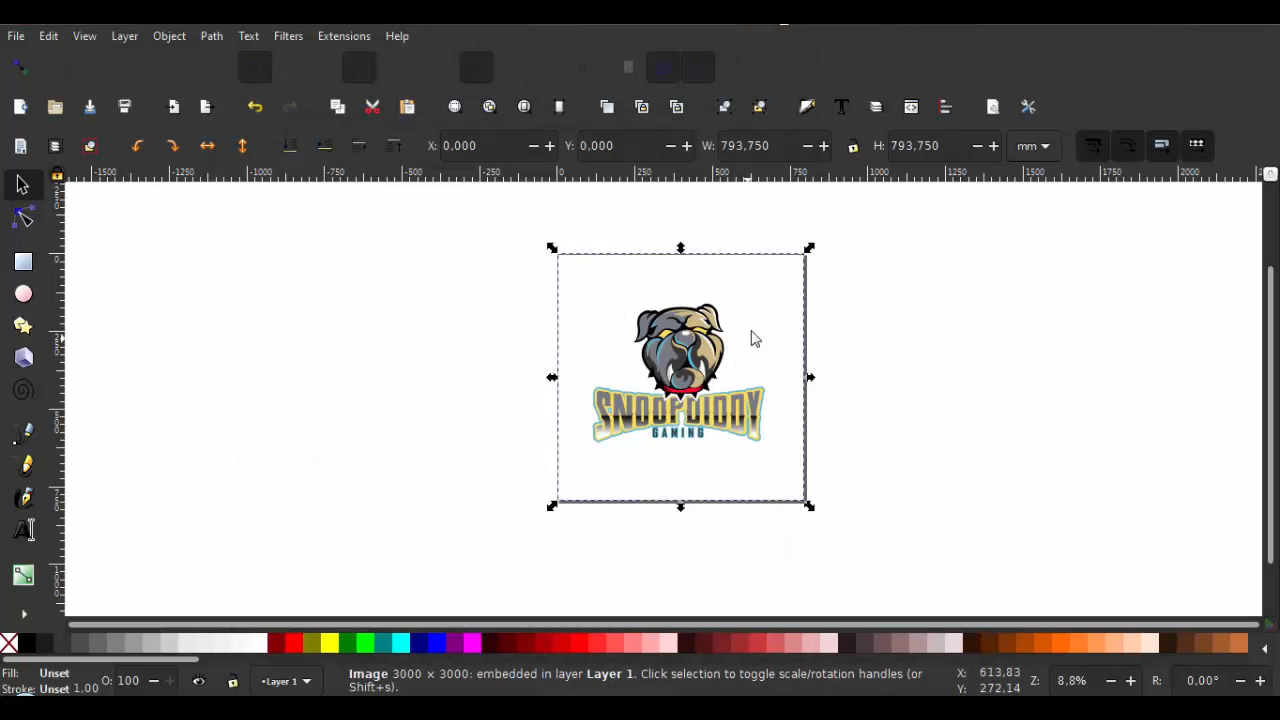 File Edit View Layer Object Path Text Filters Extensions Help
X: 0,000 Y: 0,000 W: 793,750 H: 793,750 mm
-1500 -1250 -1000 -750 -500 -250 0 250 500 750 1000 1250 1500 1750 2000
SNOOPDIDDY
GAMING
Fill: Unset
Stroke: Unset 1,00
O: 100
Layer 1
Image 3000 × 3000: embedded in layer Layer 1. Click selection to toggle scale/rotation handles (or
Shift+s).
X: 613,83
Y: 272,14
Z: 8,8%
R: 0,00°